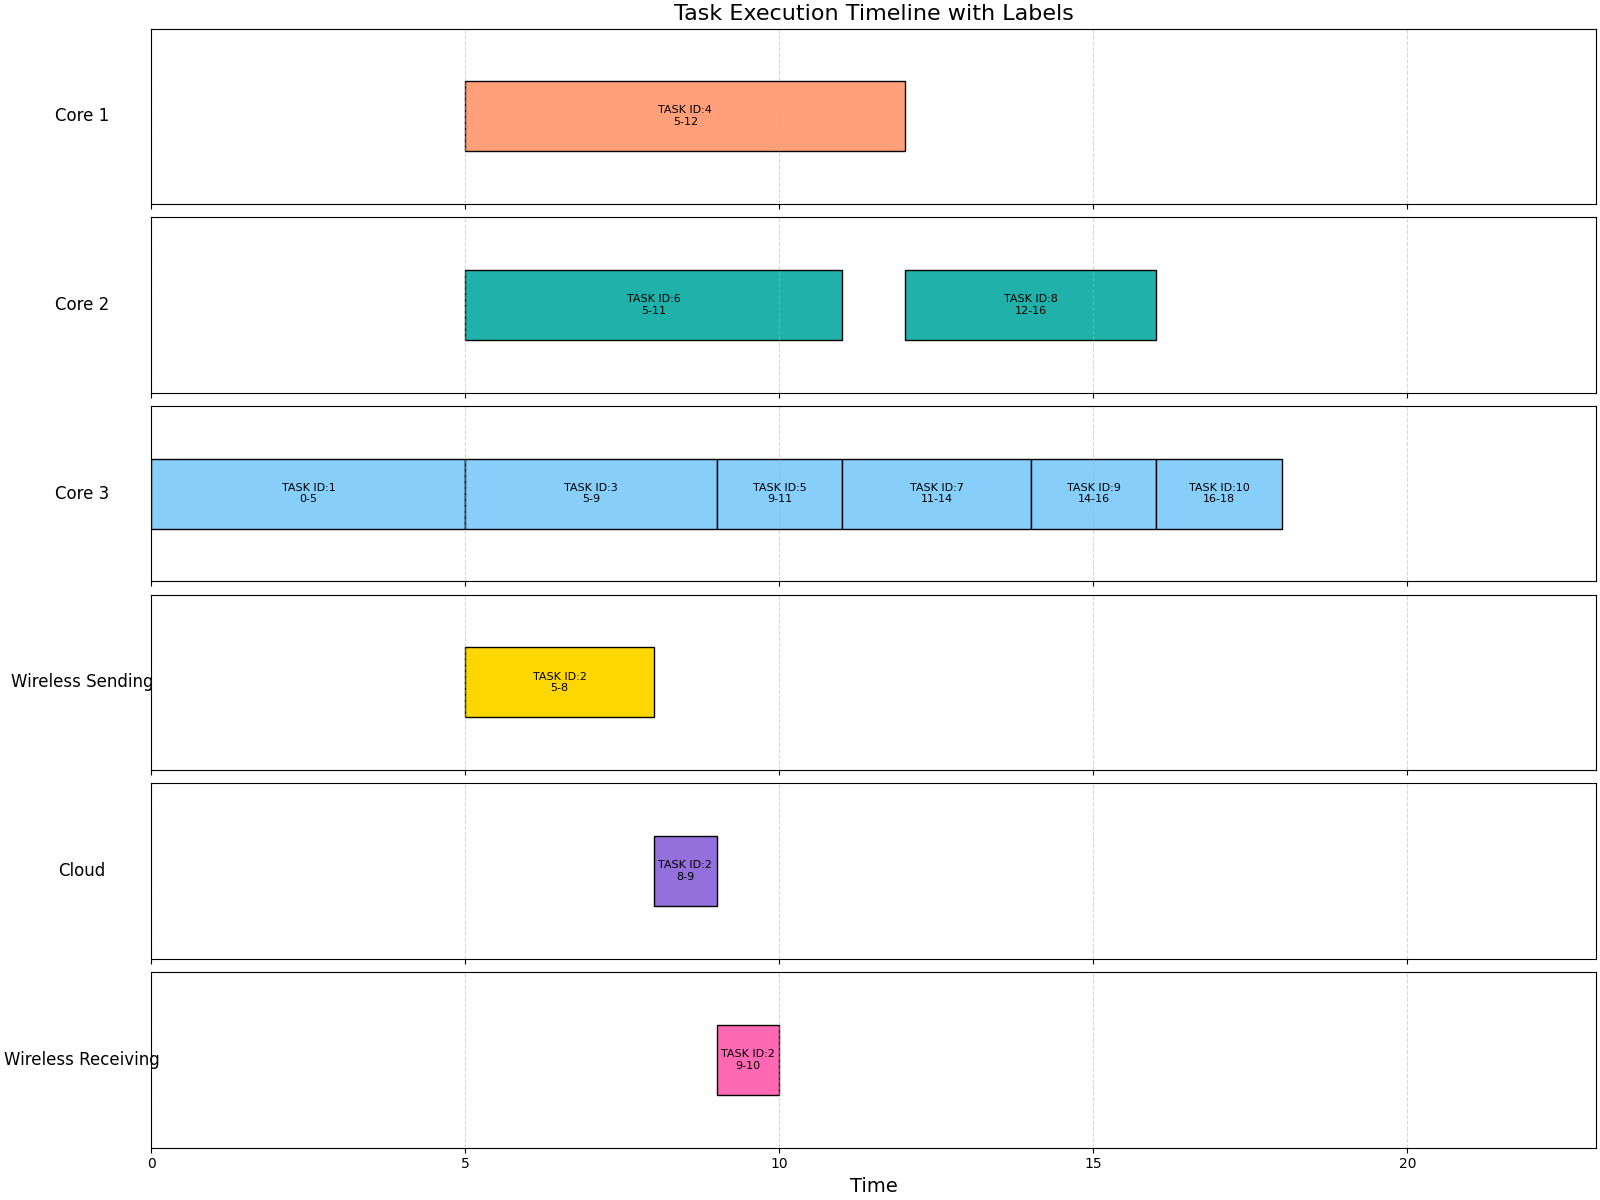 Task Execution Timeline with Labels
Core 1
TASK ID:4
5-12
Core 2
TASK ID:6
5-11
TASK ID:8
12-16
Core 3
TASK ID:1
0-5
TASK ID:3
5-9
TASK ID:5
9-11
TASK ID:7
11-14
TASK ID:9
14-16
TASK ID:10
16-18
Wireless Sending
TASK ID:2
5-8
Cloud
TASK ID:2
8-9
Wireless Receiving
TASK ID:2
9-10
0 5 10 15 20
Time